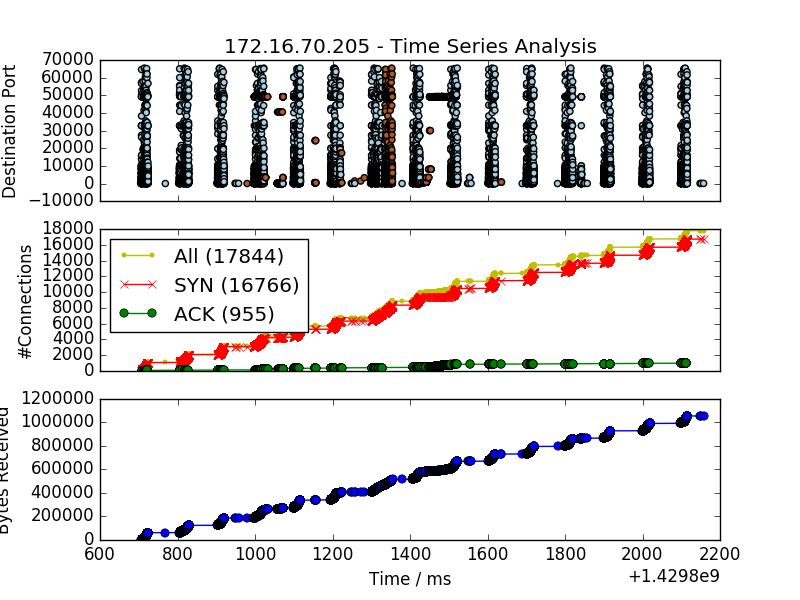 172.16.70.205 - Time Series Analysis
Destination Port
70000
60000
50000
40000
30000
20000
10000
0
−10000
#Connections
18000
16000
14000
12000
10000
8000
6000
4000
2000
0
All (17844)
SYN (16766)
ACK (955)
Bytes Received
1200000
1000000
800000
600000
400000
200000
0
600 800 1000 1200 1400 1600 1800 2000 2200
Time / ms
+1.4298e9